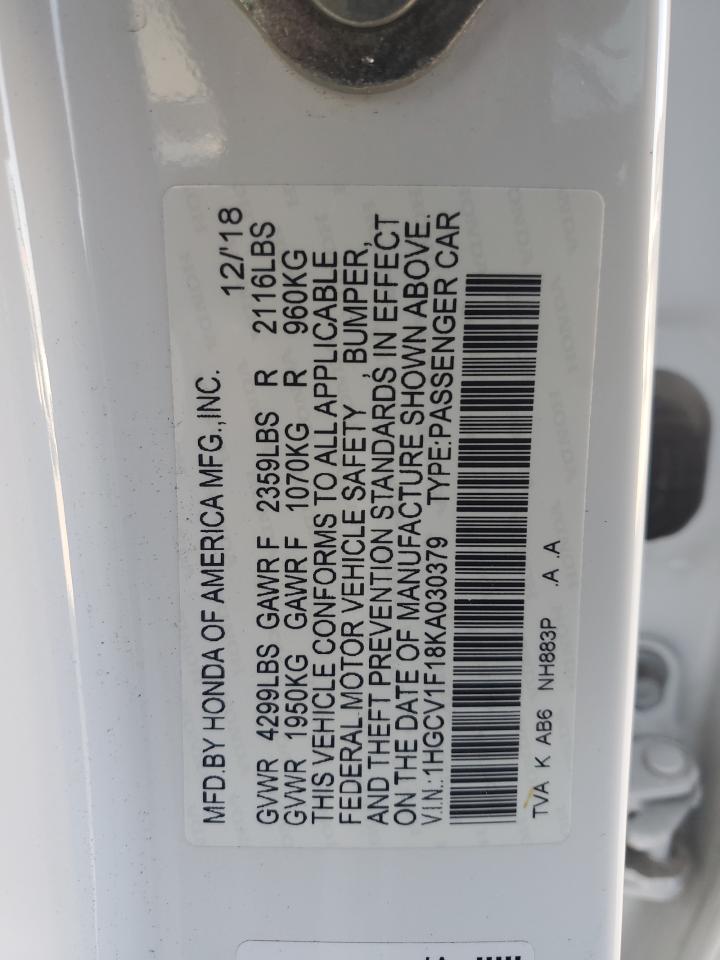 MFD.BY HONDA OF AMERICA MFG.,INC. 12/'18
GVWR 4299LBS GAWR F 2359LBS R 2116LBS
GVWR 1950KG GAWR F 1070KG R 960KG
THIS VEHICLE CONFORMS TO ALL APPLICABLE
FEDERAL MOTOR VEHICLE SAFETY , BUMPER,
AND THEFT PREVENTION STANDARDS IN EFFECT
ON THE DATE OF MANUFACTURE SHOWN ABOVE.
V.I.N.: 1HGCV1F18KA030379 TYPE:PASSENGER CAR
TVA K AB6 NH883P .A .A